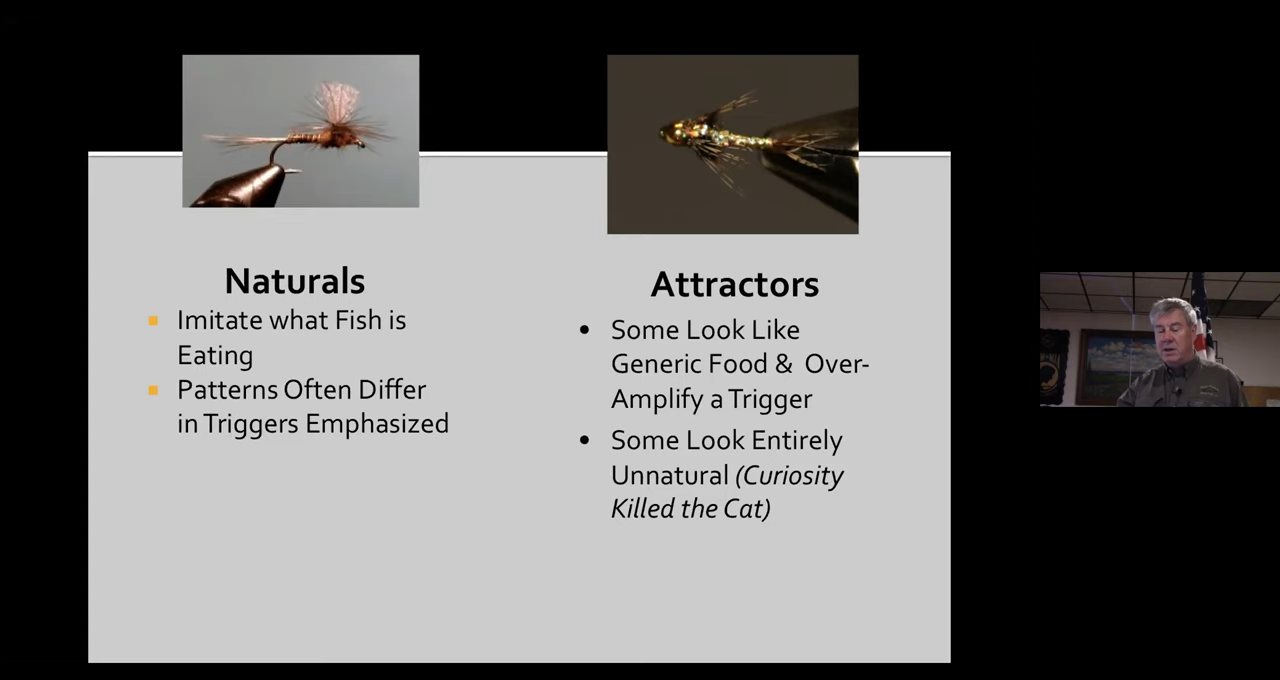 Naturals
Imitate what Fish is
Eating
Patterns Often Differ
in Triggers Emphasized
Attractors
Some Look Like
Generic Food & Over-
Amplify a Trigger
Some Look Entirely
Unnatural (Curiosity
Killed the Cat)